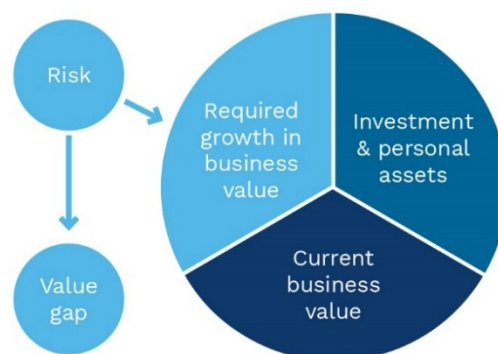 Risk
Required
growth in
business
value
Investment
& personal
assets
Value
gap
Current
business
value